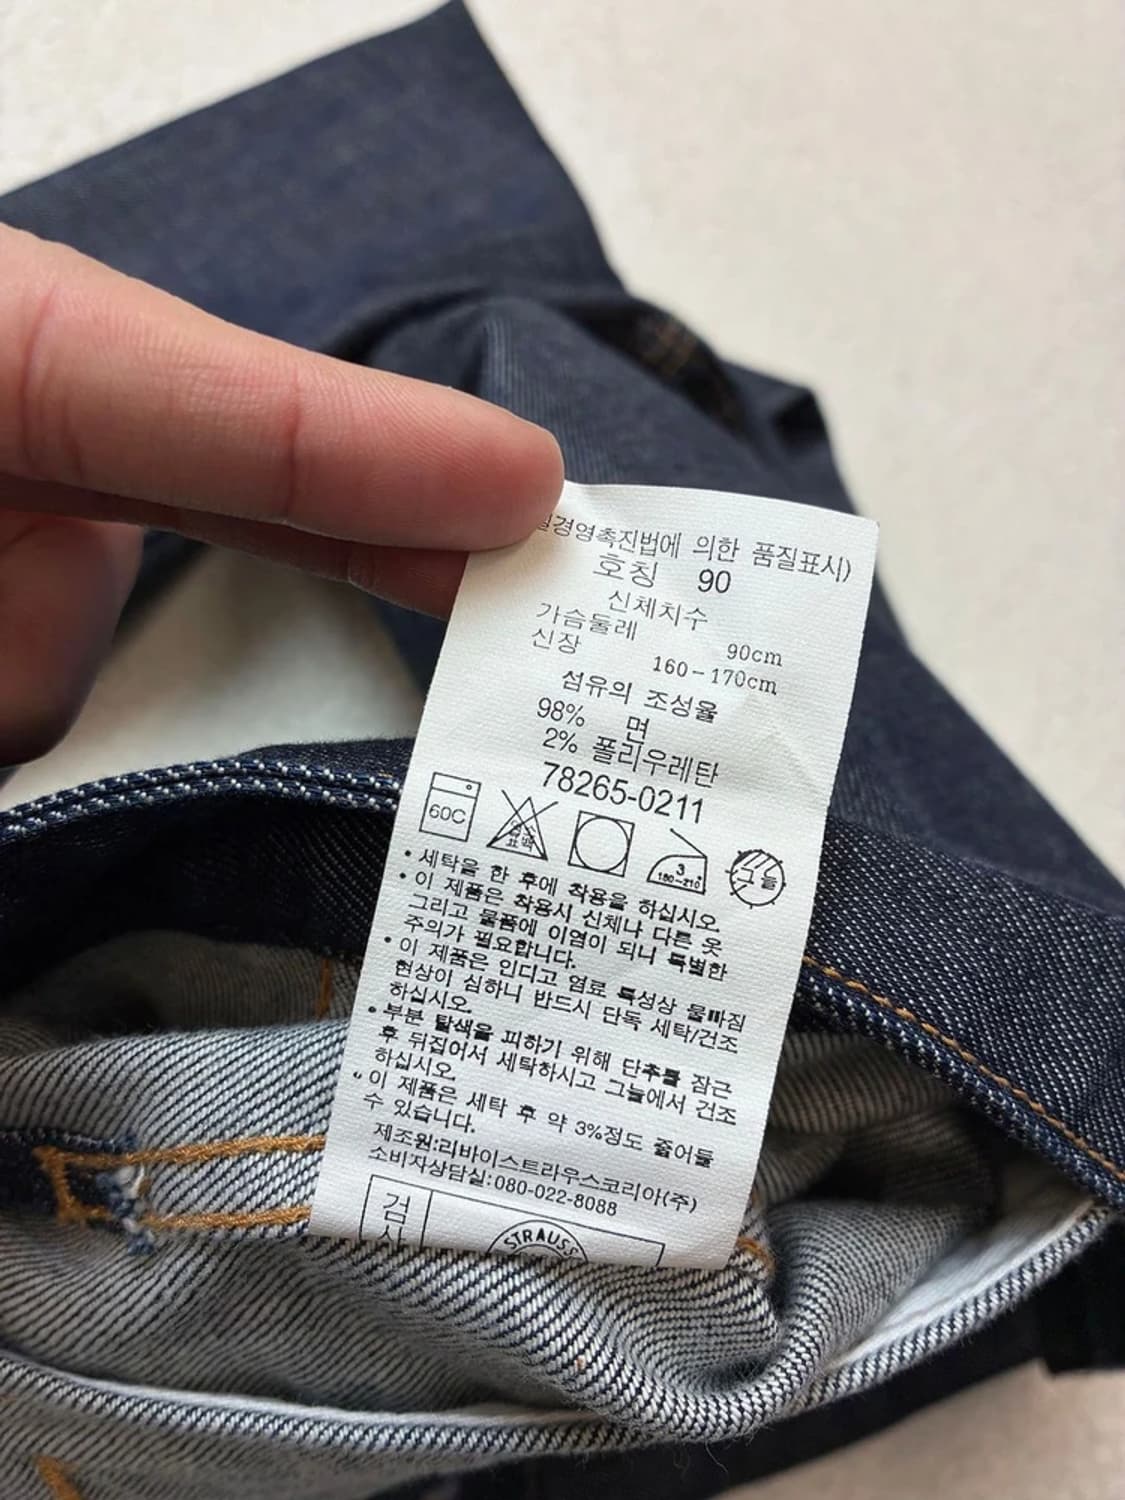 경영촉진법에 의한 품질표시)
호칭 90
신체치수
가슴둘레 90cm
신장 160-170cm
섬유의 조성율
98% 면
2% 폴리우레탄
78265-0211
60C 표백 3 180-210 그늘
• 세탁을 한 후에 착용을 하십시오.
• 이 제품은 착용시 신체나 다른 옷
그리고 물품에 이염이 되니 특별한
주의가 필요합니다.
• 이 제품은 인디고 염료 특성상 물빠짐
현상이 심하니 반드시 단독 세탁/건조
하십시오.
• 부분 탈색을 피하기 위해 단추를 잠근
후 뒤집어서 세탁하시고 그늘에서 건조
하십시오.
" 이 제품은 세탁 후 약 3%정도 줄어들
수 있습니다.
제조원:리바이스트라우스코리아(주)
소비자상담실:080-022-8088
검사
STRAUSS